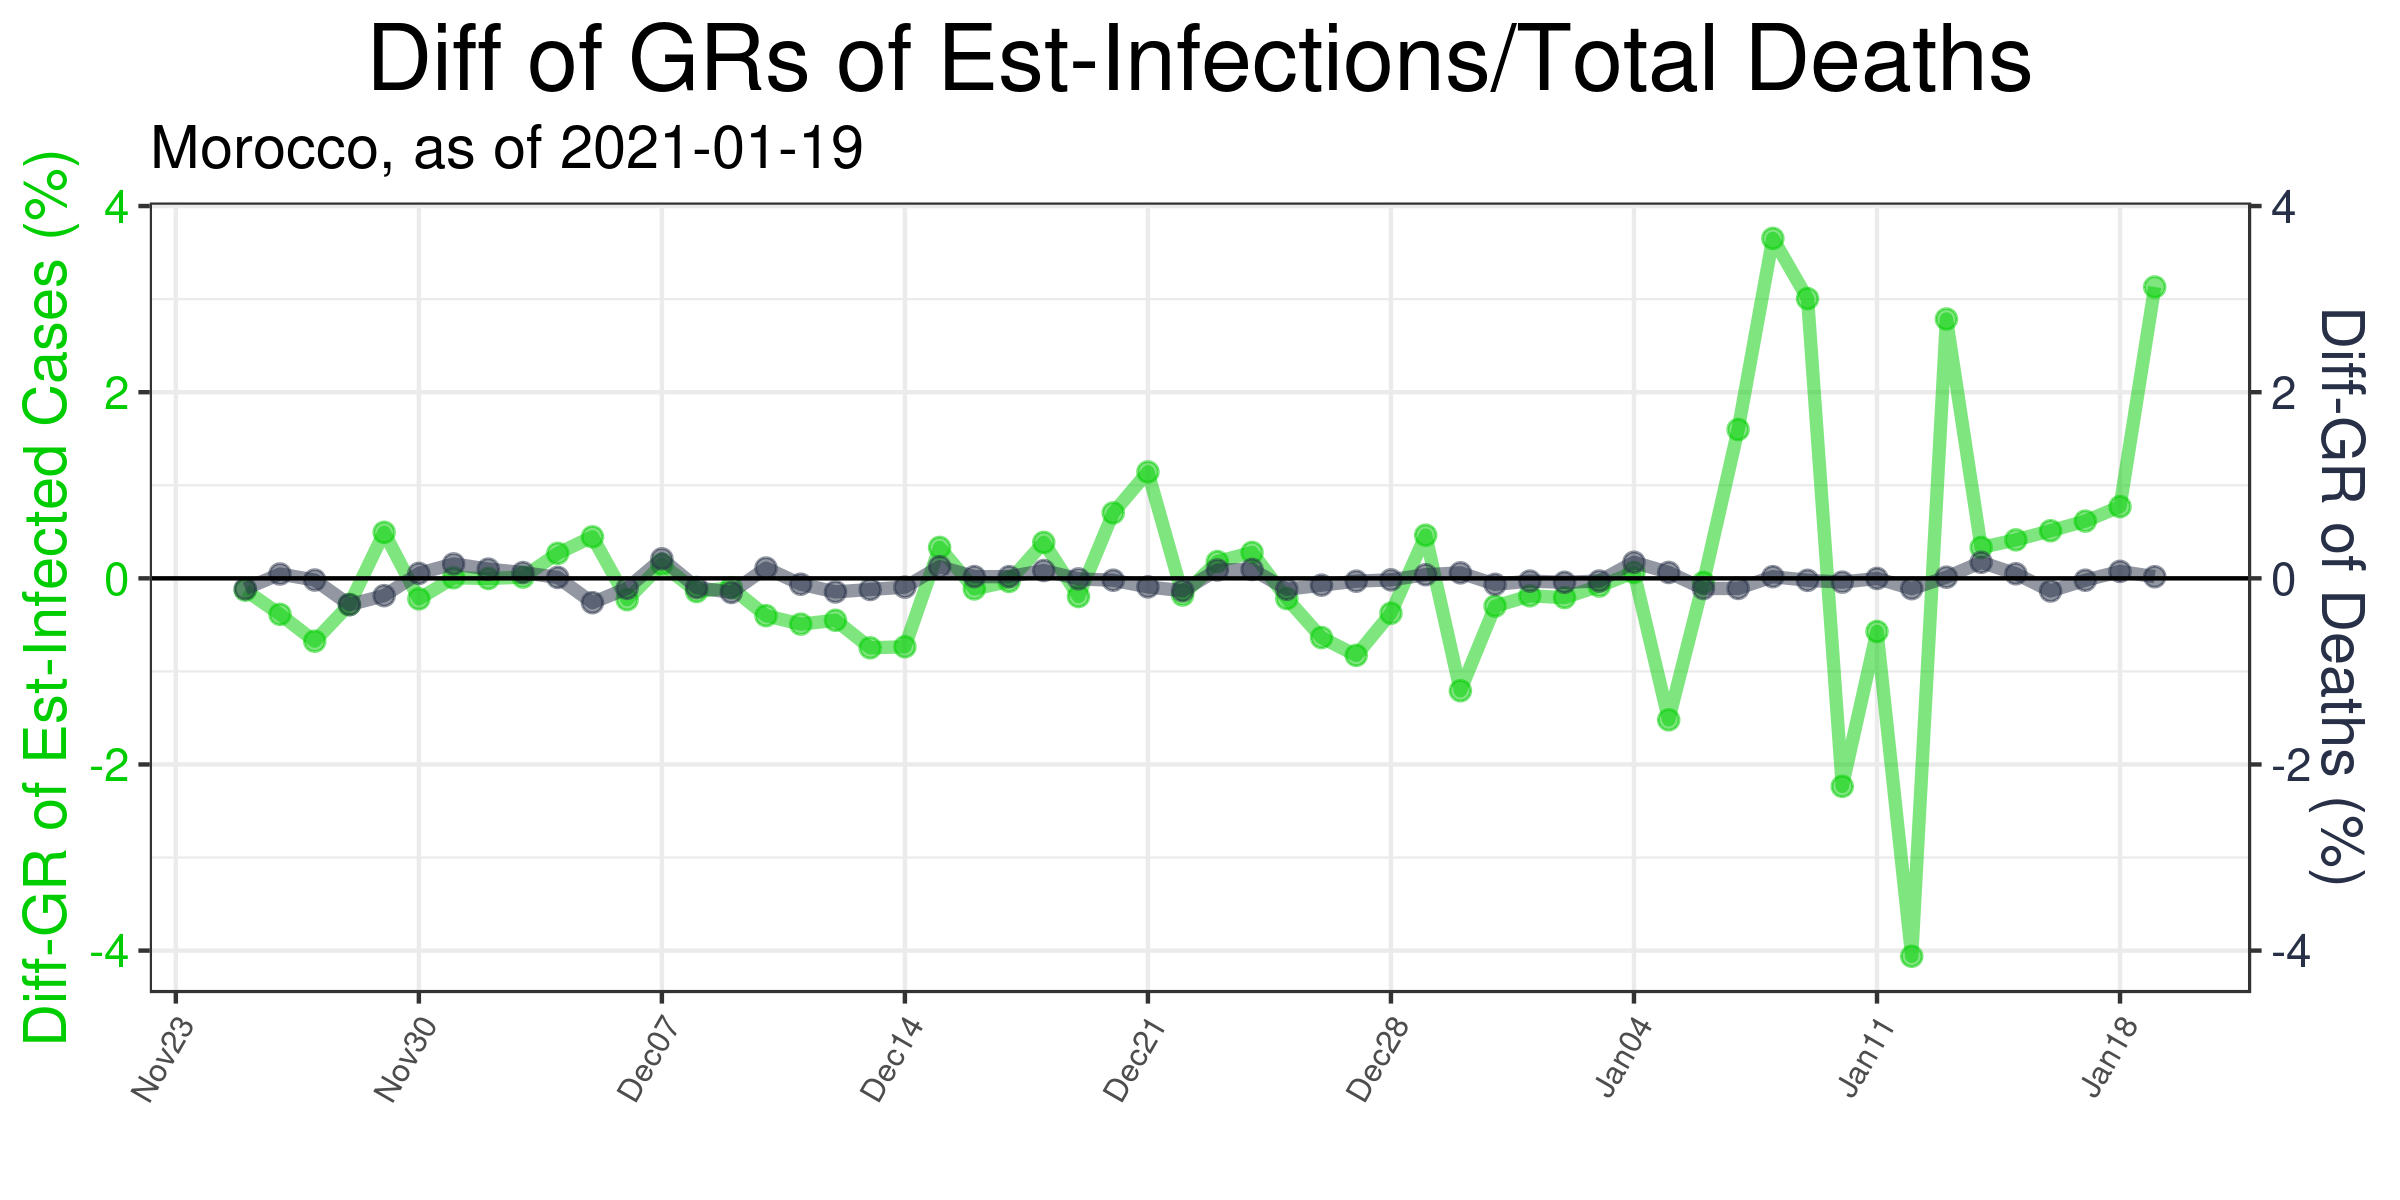 Diff of GRs of Est-Infections/Total Deaths
Morocco, as of 2021-01-19
Diff-GR of Est-Infected Cases (%)
4
2
0
-2
-4
4
2
0
-2
-4
Diff-GR of Deaths (%)
Nov23
Nov30
Dec07
Dec14
Dec21
Dec28
Jan04
Jan11
Jan18